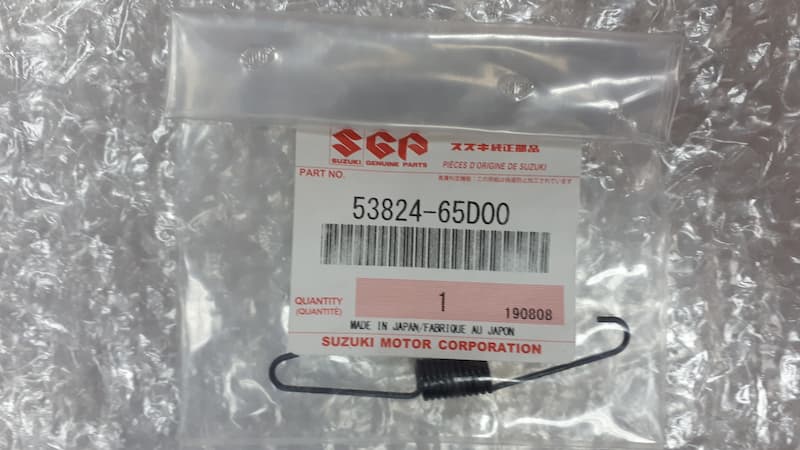 SGP
SUZUKI GENUINE PARTS
スズキ純正部品
PIÈCES D'ORIGINE DE SUZUKI
PART NO.
53824-65D00
QUANTITY
(QUANTITÉ)
1
190808
MADE IN JAPAN/FABRIQUE AU JAPON
SUZUKI MOTOR CORPORATION